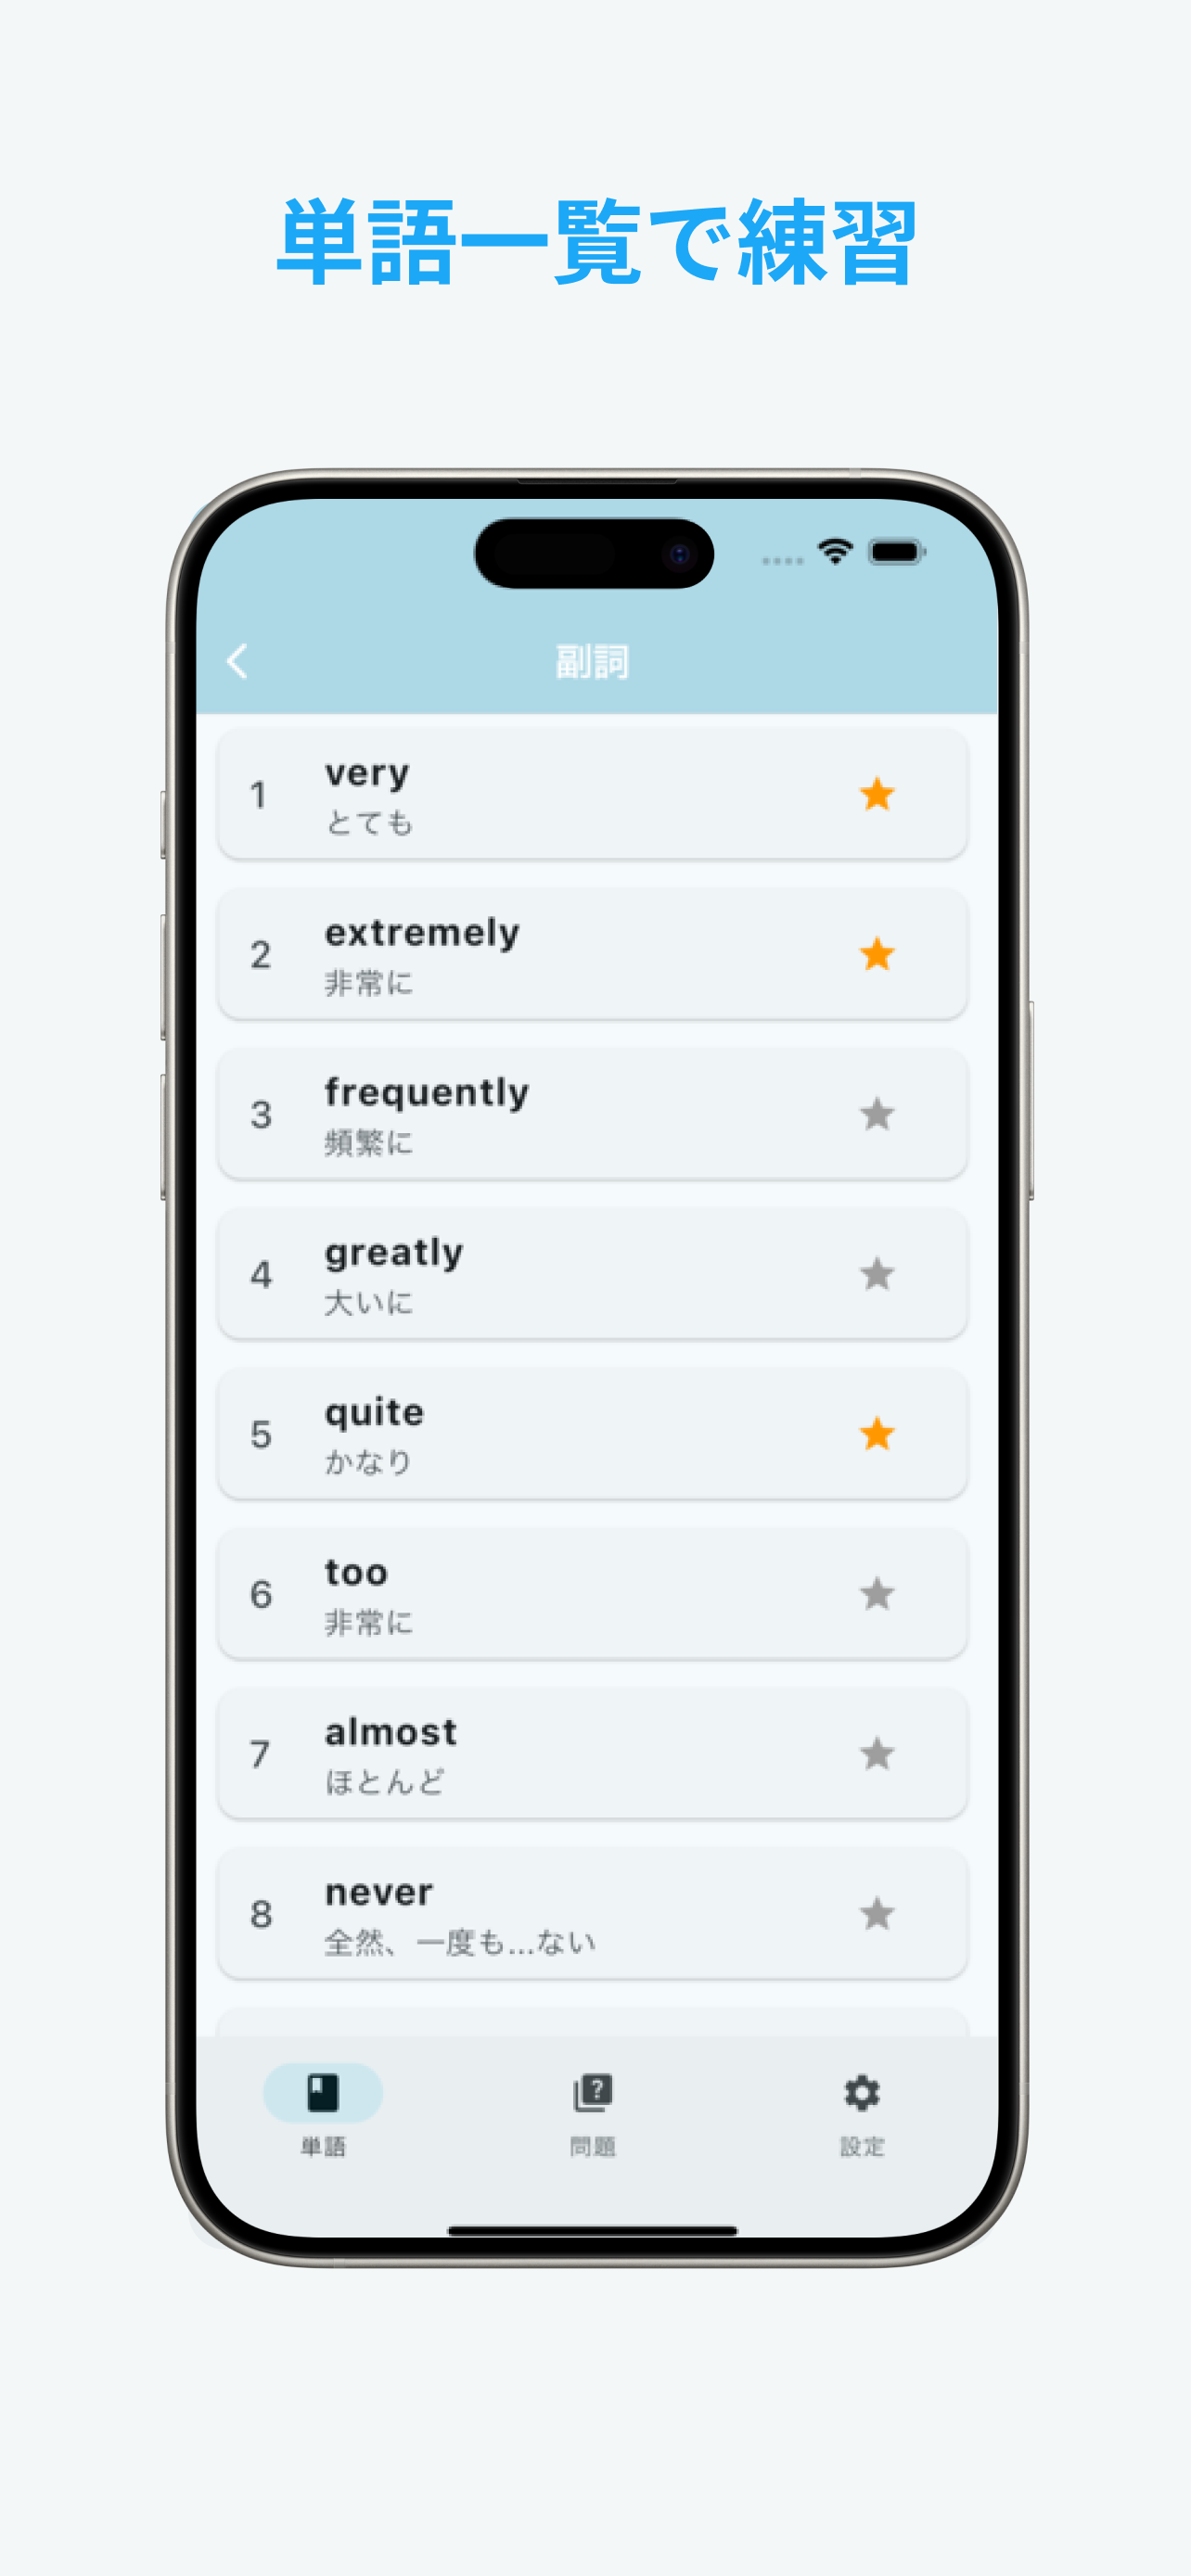 単語一覧で練習
副詞
1
very
とても
2
extremely
非常に
3
frequently
頻繁に
4
greatly
大いに
5
quite
かなり
6
too
非常に
7
almost
ほとんど
8
never
全然、一度も...ない
単語
問題
設定